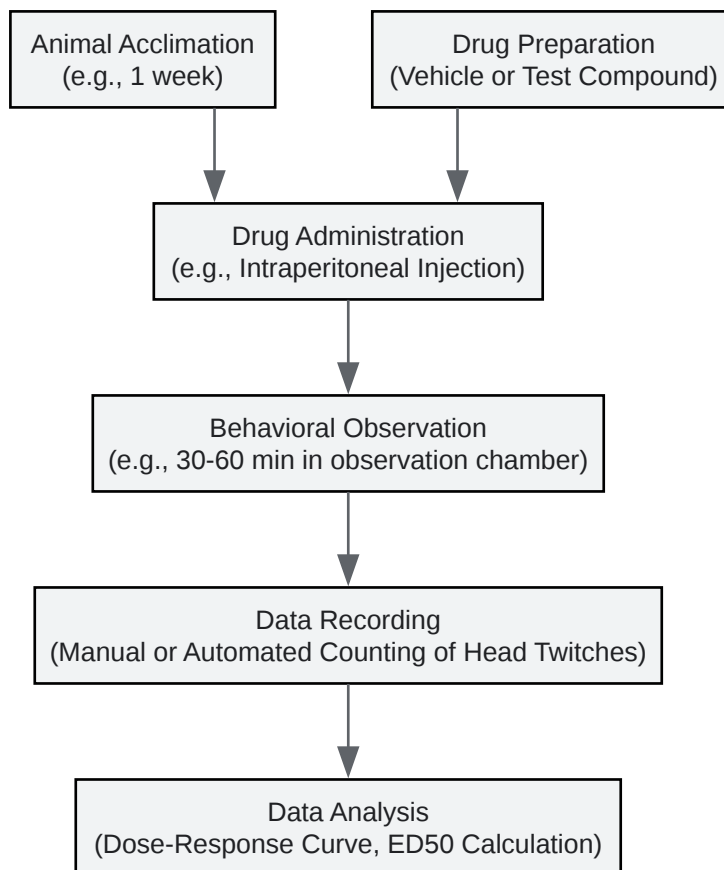 Animal Acclimation
(e.g., 1 week)
Drug Preparation
(Vehicle or Test Compound)
Drug Administration
(e.g., Intraperitoneal Injection)
Behavioral Observation
(e.g., 30-60 min in observation chamber)
Data Recording
(Manual or Automated Counting of Head Twitches)
Data Analysis
(Dose-Response Curve, ED50 Calculation)